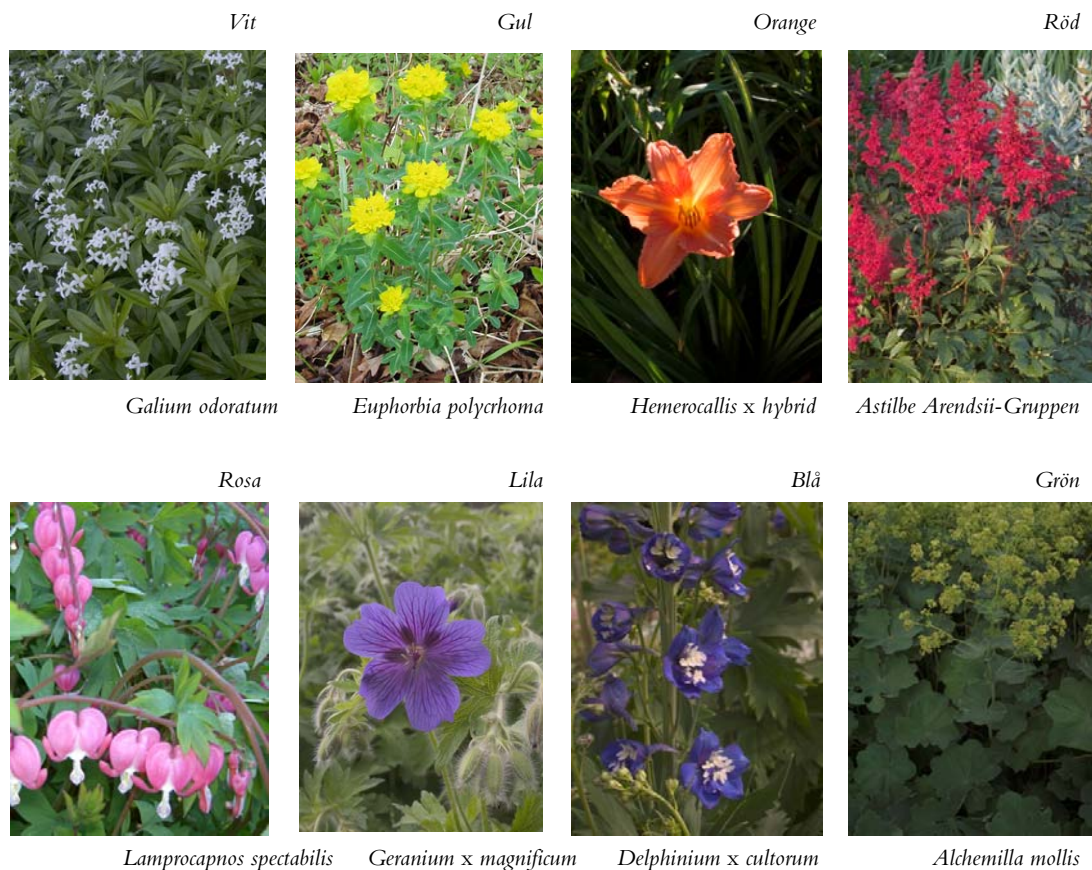 Vit
Gul
Orange
Röd
Galium odoratum
Euphorbia polycrhoma
Hemerocallis x hybrid
Astilbe Arendsii-Gruppen
Rosa
Lila
Blå
Grön
Lamprocapnos spectabilis
Geranium x magnificum
Delphinium x cultorum
Alchemilla mollis